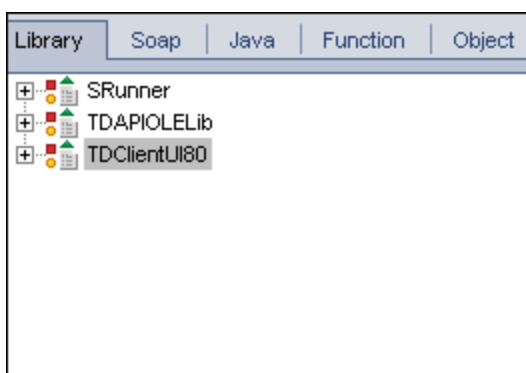 Library Soap Java Function Object
SRunner
TDAPIOLELib
TDClientUI80